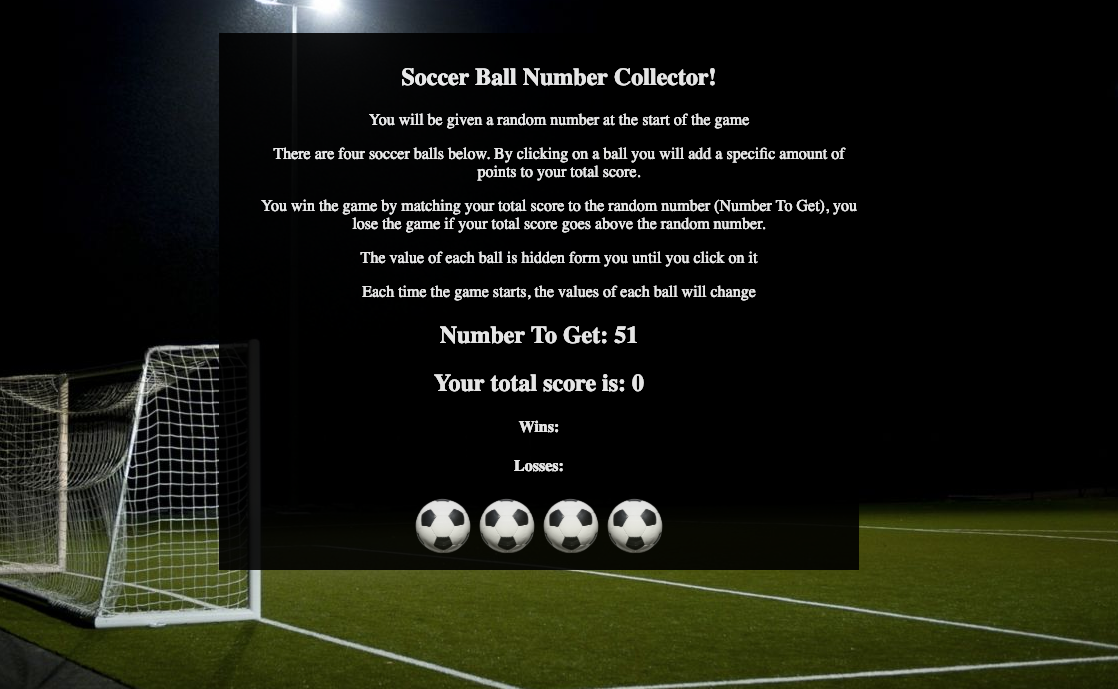 Soccer Ball Number Collector!
You will be given a random number at the start of the game
There are four soccer balls below. By clicking on a ball you will add a specific amount of
points to your total score.
You win the game by matching your total score to the random number (Number To Get), you
lose the game if your total score goes above the random number.
The value of each ball is hidden form you until you click on it
Each time the game starts, the values of each ball will change
Number To Get: 51
Your total score is: 0
Wins:
Losses: